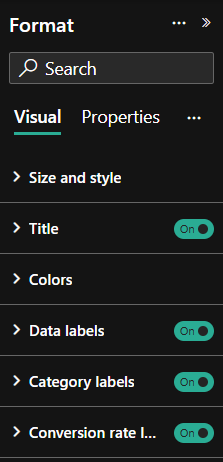 Format
Search
Visual Properties
Size and style
Title On
Colors
Data labels On
Category labels On
Conversion rate l... On